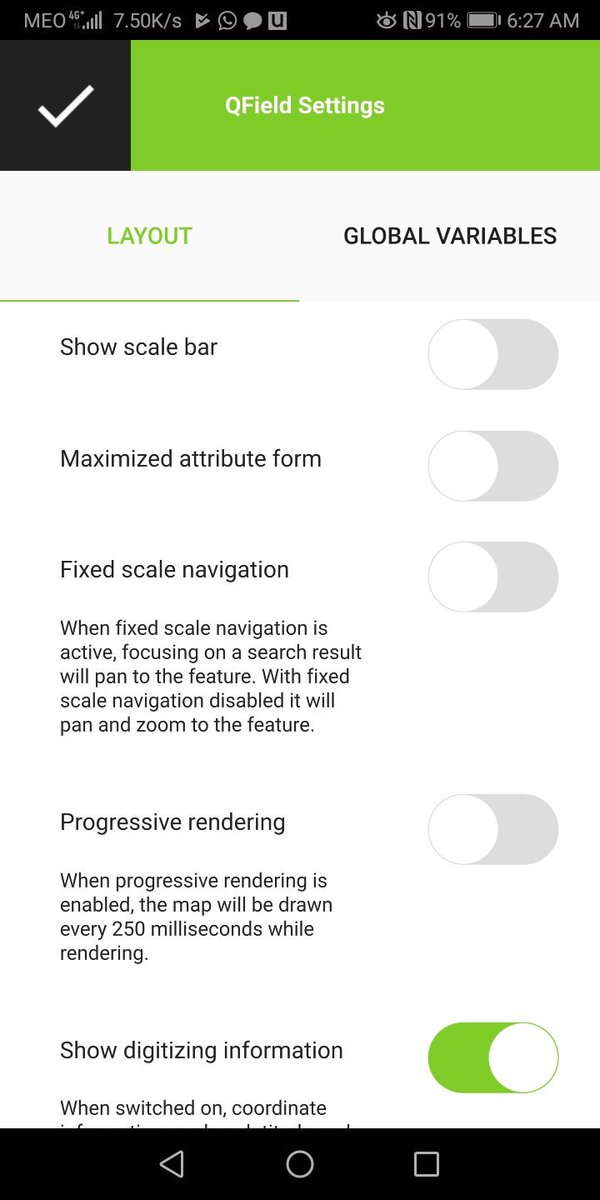 MEO 4G+ 7.50K/s 91% 6:27 AM
QField Settings
LAYOUT GLOBAL VARIABLES
Show scale bar
Maximized attribute form
Fixed scale navigation
When fixed scale navigation is
active, focusing on a search result
will pan to the feature. With fixed
scale navigation disabled it will
pan and zoom to the feature.
Progressive rendering
When progressive rendering is
enabled, the map will be drawn
every 250 milliseconds while
rendering.
Show digitizing information
When switched on, coordinate